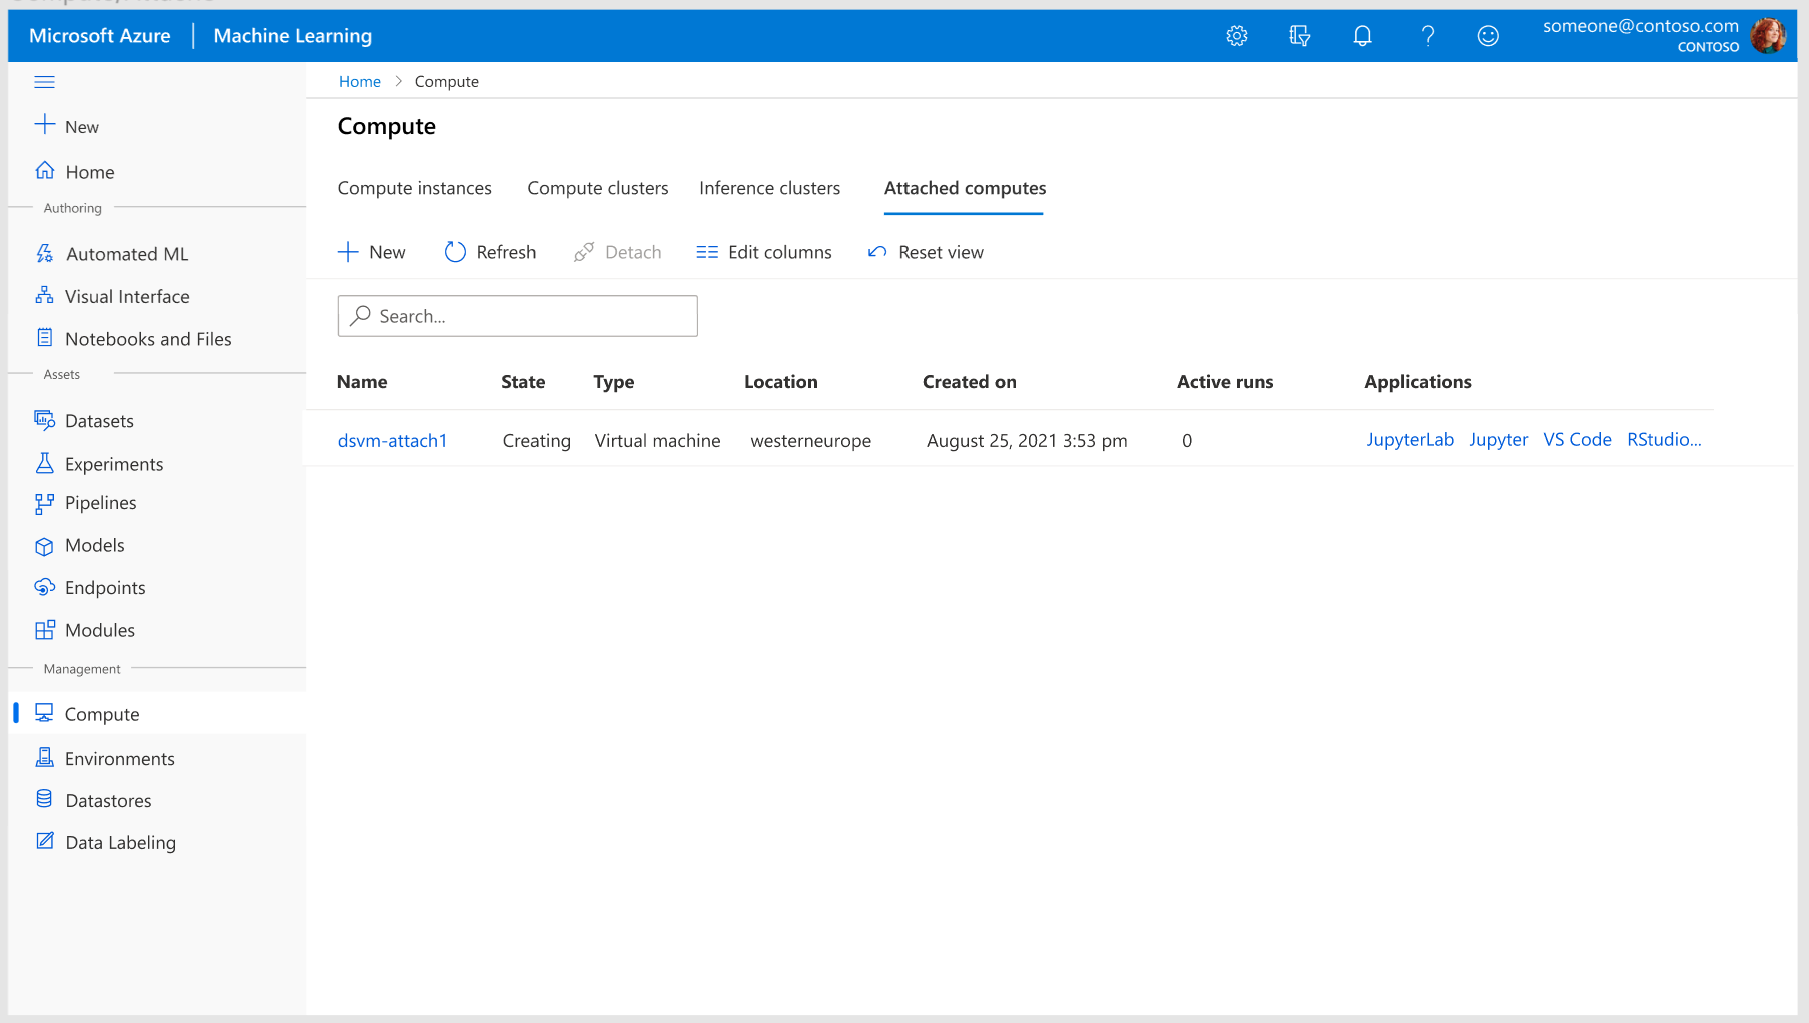 Microsoft Azure | Machine Learning
someone@contoso.com
CONTOSO
Home > Compute
New
Home
Authoring
Automated ML
Visual Interface
Notebooks and Files
Assets
Datasets
Experiments
Pipelines
Models
Endpoints
Modules
Management
Compute
Environments
Datastores
Data Labeling
Compute
Compute instances Compute clusters Inference clusters Attached computes
New Refresh Detach Edit columns Reset view
Search...
Name State Type Location Created on Active runs Applications
dsvm-attach1 Creating Virtual machine westerneurope August 25, 2021 3:53 pm 0 JupyterLab Jupyter VS Code RStudio...